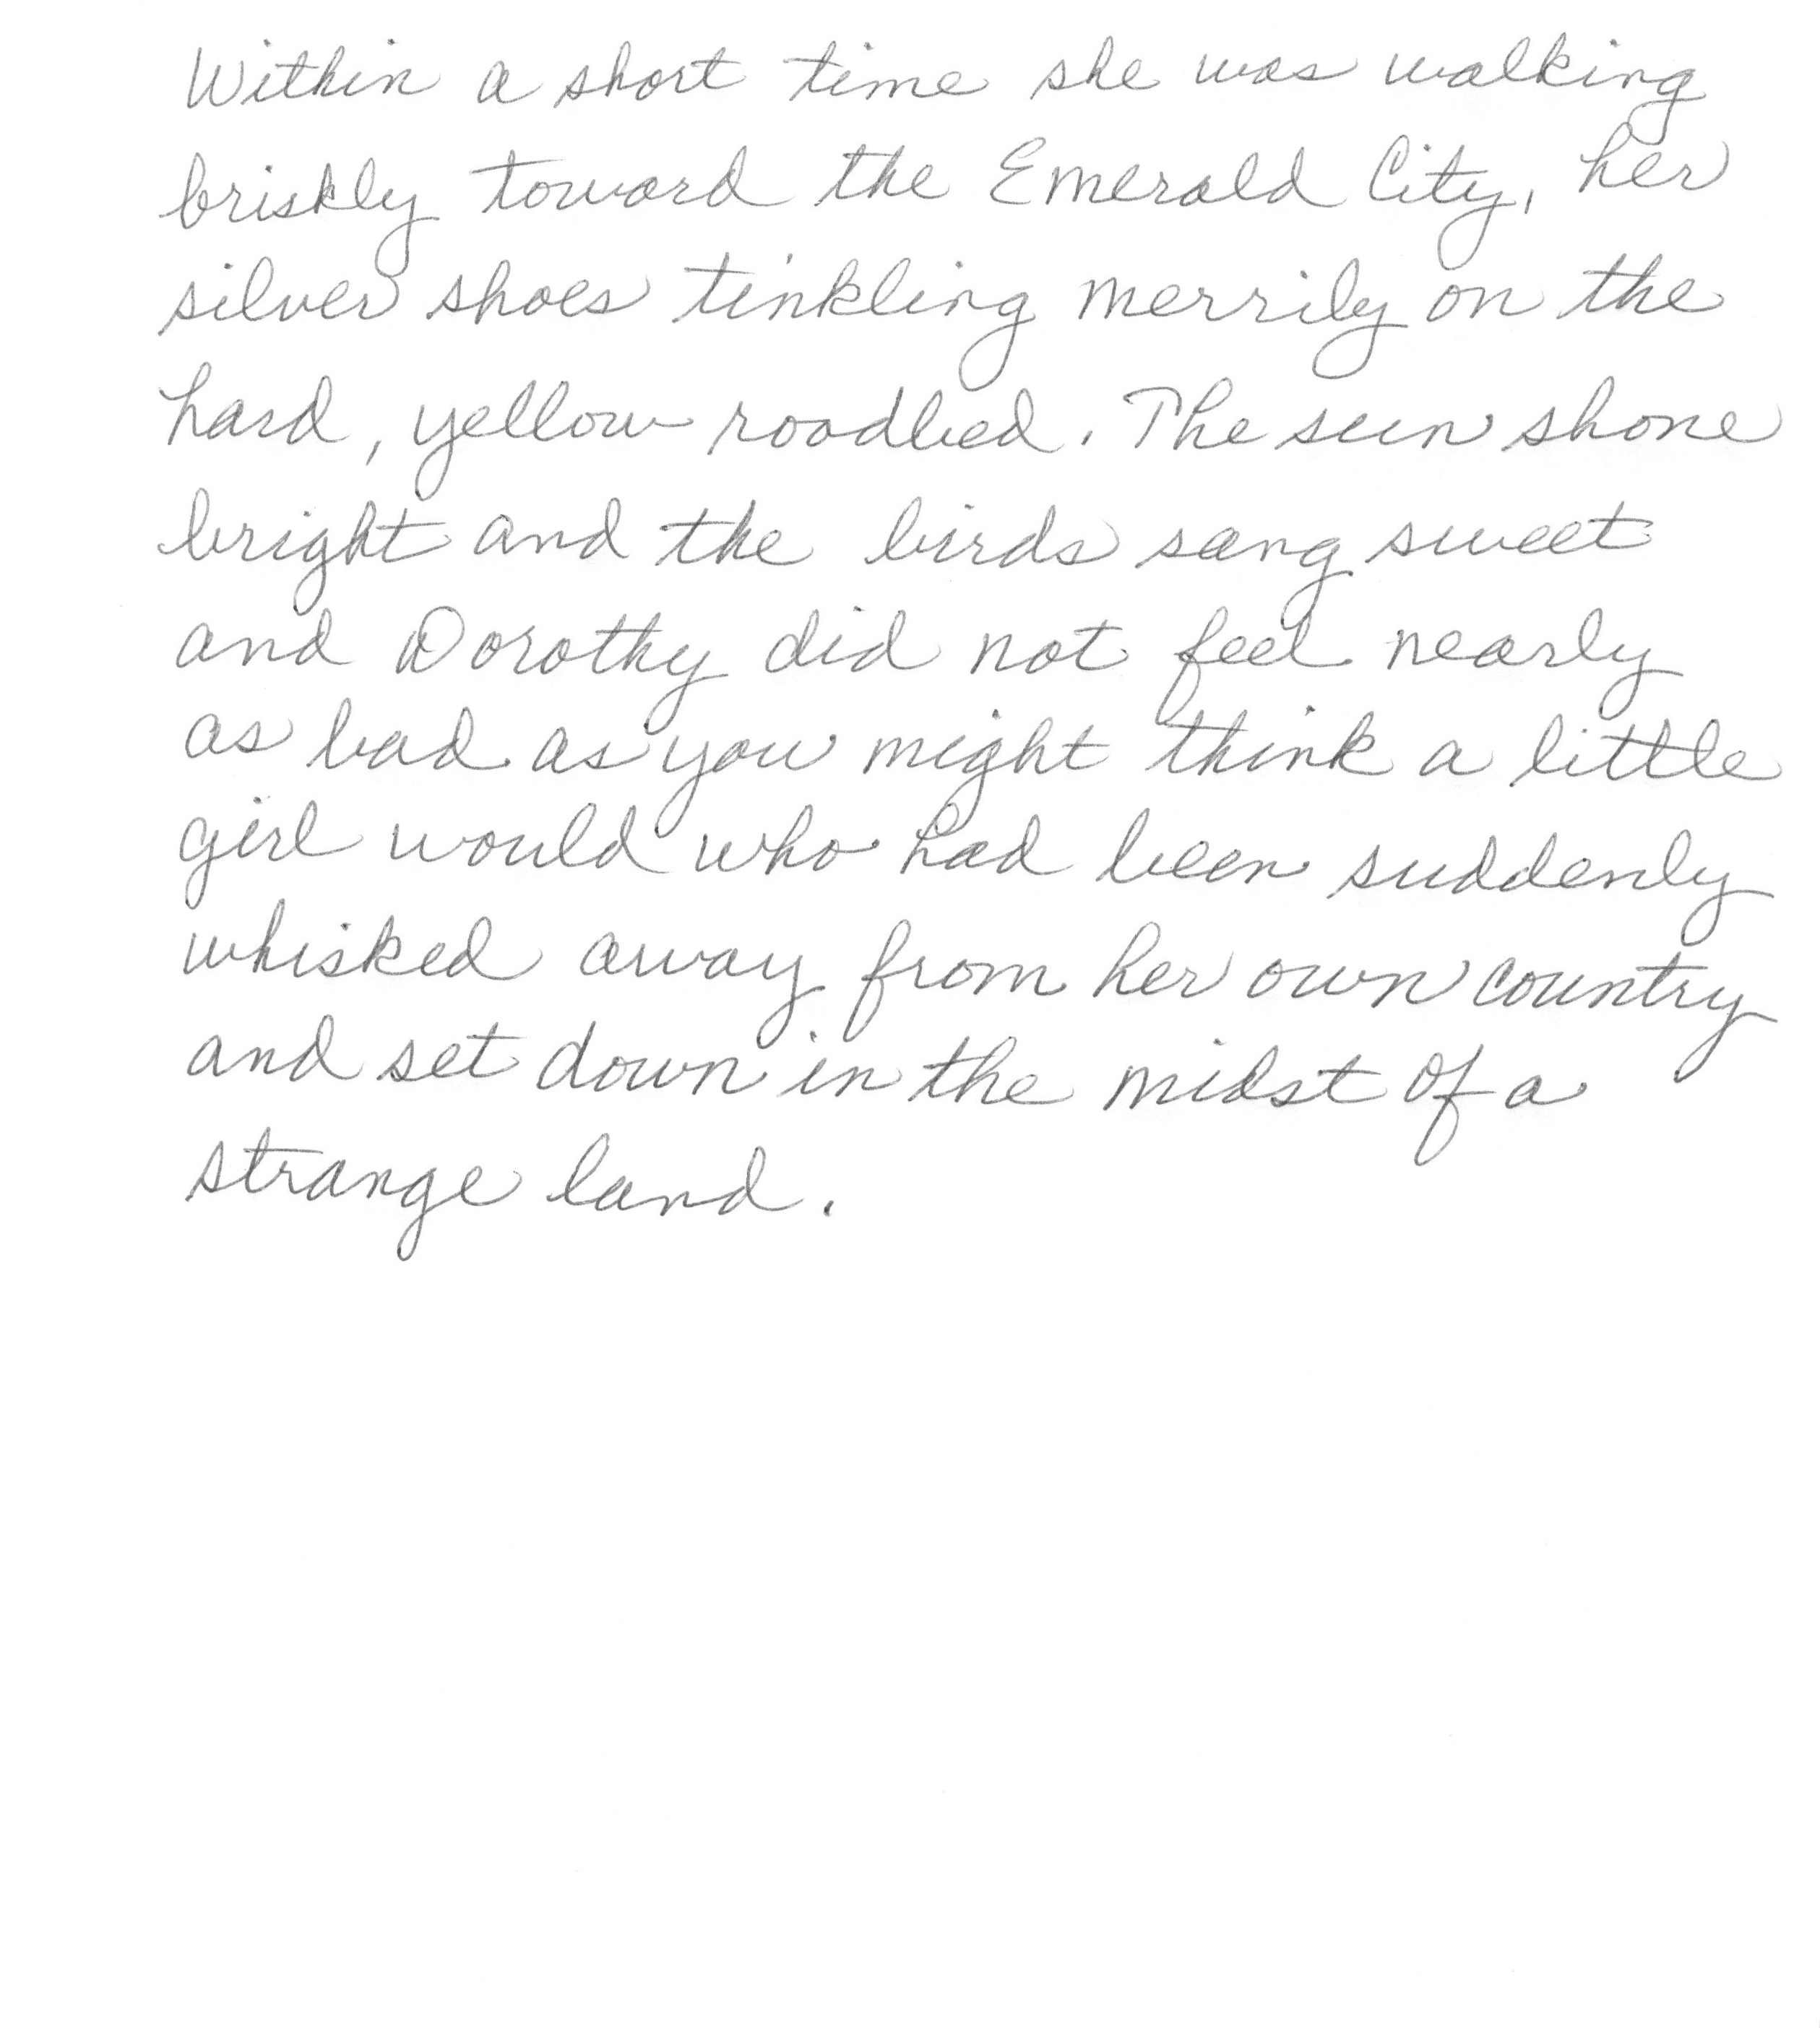 Within a short time she was walking
briskly toward the Emerald City, her
silver shoes tinkling merrily on the
hard, yellow roadbed. The sun shone
bright and the birds sang sweet
and Dorothy did not feel nearly
as bad as you might think a little
girl would who had been suddenly
whisked away from her own country
and set down in the midst of a
strange land.